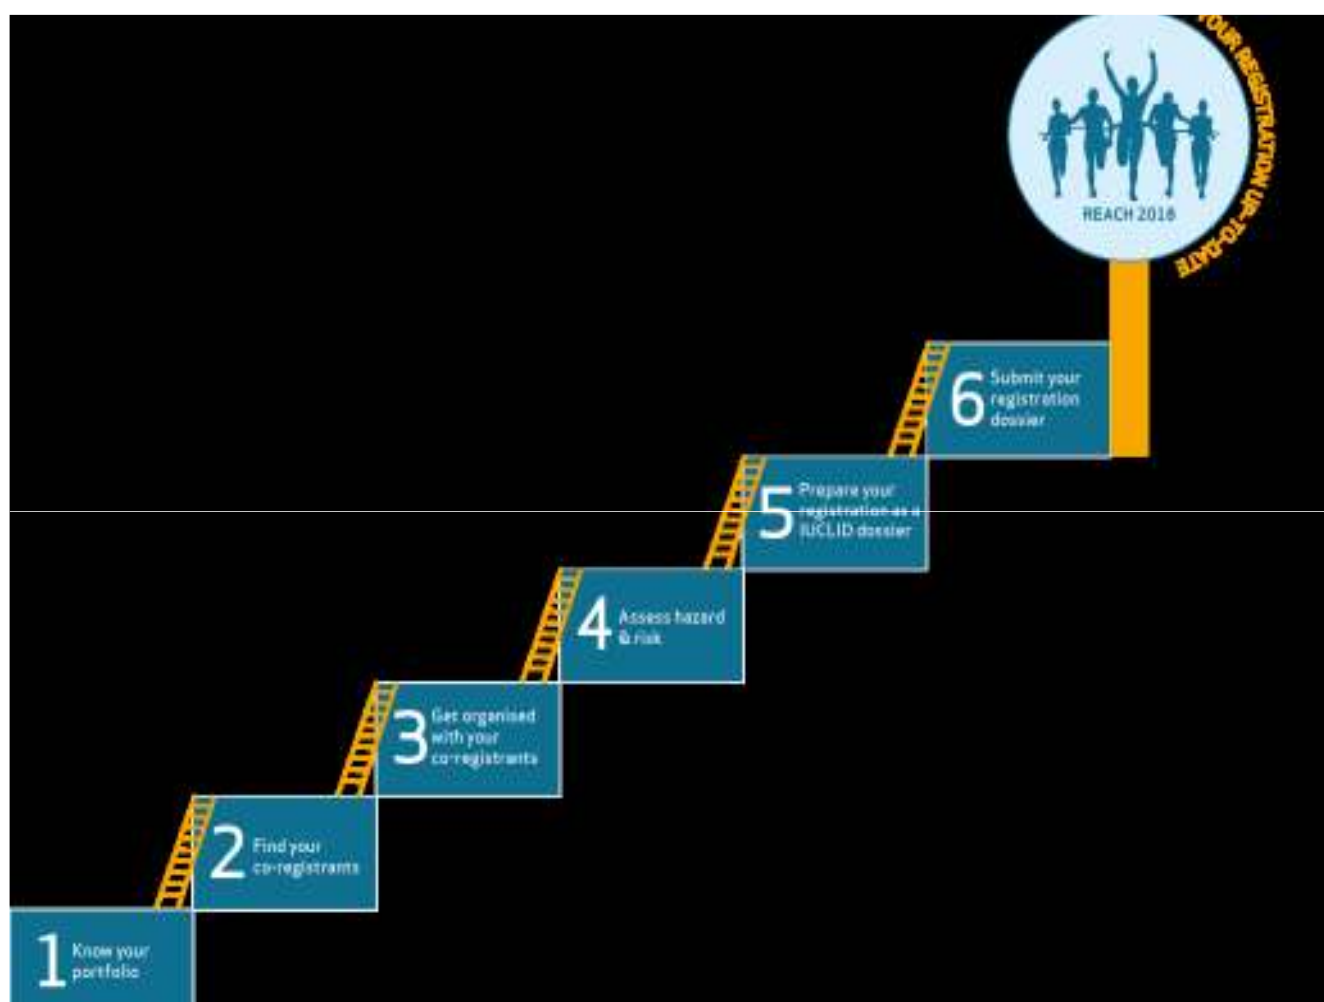 YOUR REGISTRATION UP-TO-DATE
REACH 2018
6
Submit your
registration
dossier
5
Prepare your
registration as a
IUCLID dossier
4
Assess hazard
& risk
3
Get organised
with your
co-registrants
2
Find your
co-registrants
1
Know your
portfolio